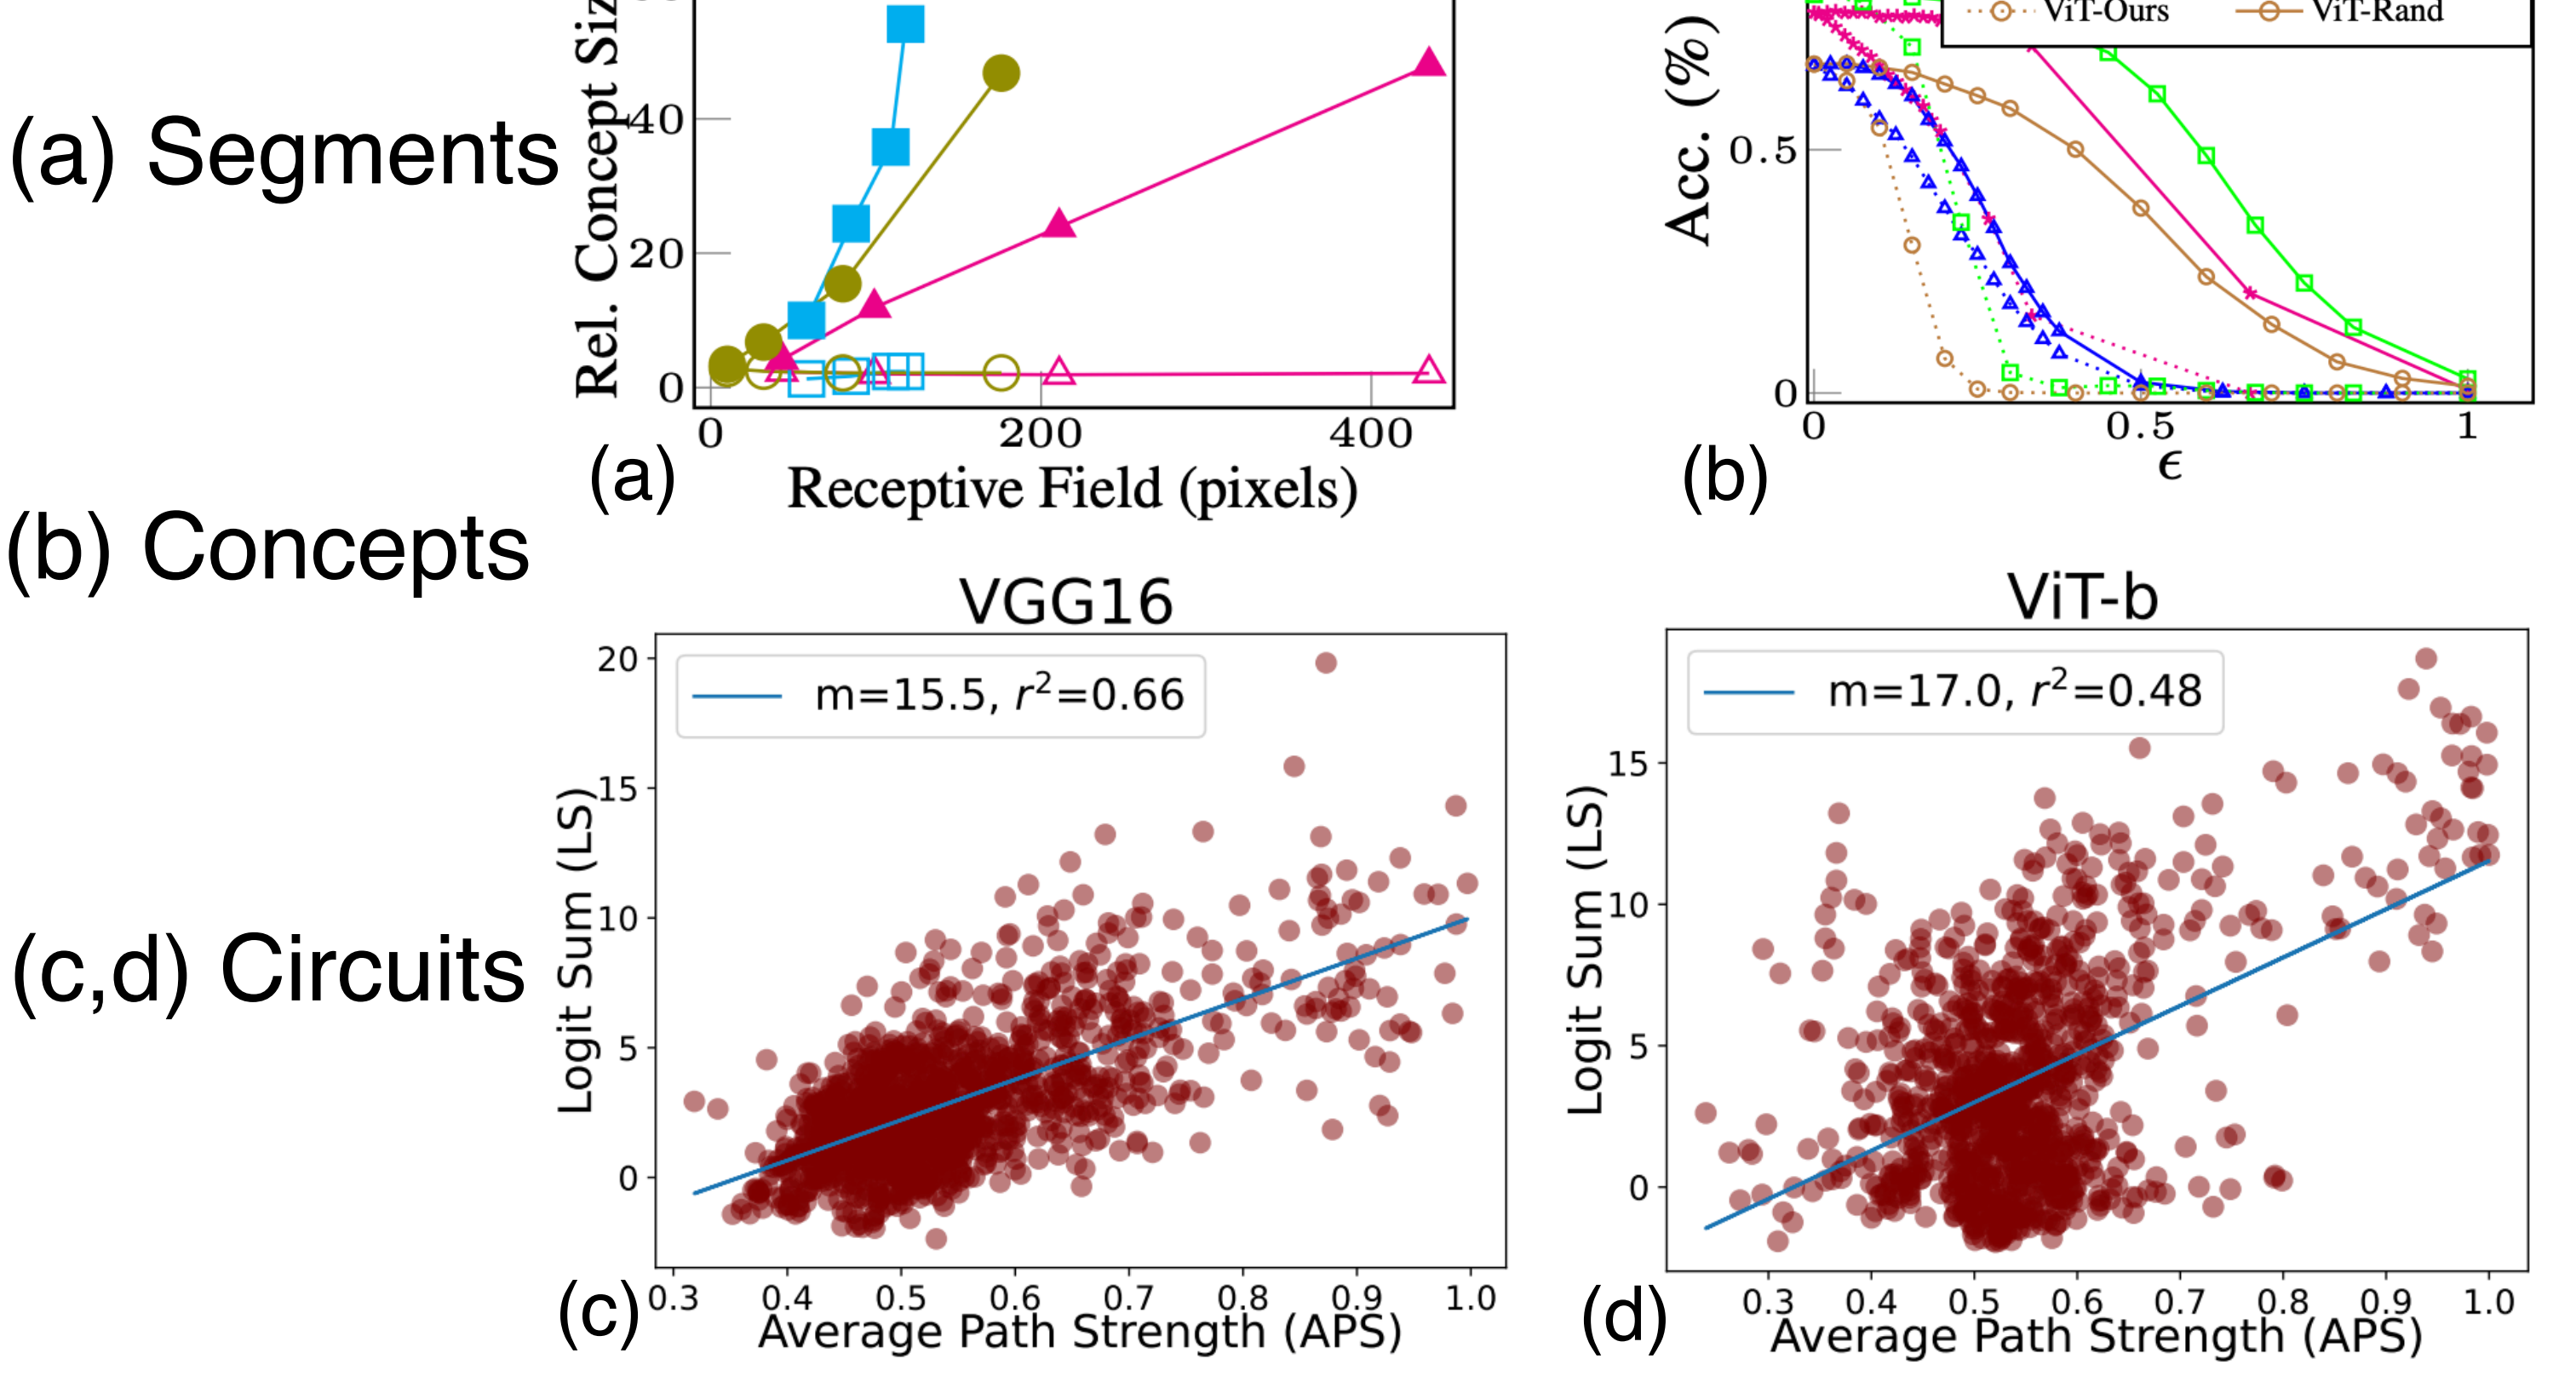 (a) Segments
(b) Concepts
(c,d) Circuits
Rel. Concept
40
20
0
0 200 400
Receptive Field (pixels)
(a)
ViT-Ours ViT-Rand
Acc. (%)
0.5
0
0 0.5 1
ϵ
(b)
VGG16
m=15.5, r²=0.66
Logit Sum (LS)
20
15
10
5
0
0.3 0.4 0.5 0.6 0.7 0.8 0.9 1.0
Average Path Strength (APS)
(c)
ViT-b
m=17.0, r²=0.48
Logit Sum (LS)
15
10
5
0
0.3 0.4 0.5 0.6 0.7 0.8 0.9 1.0
Average Path Strength (APS)
(d)